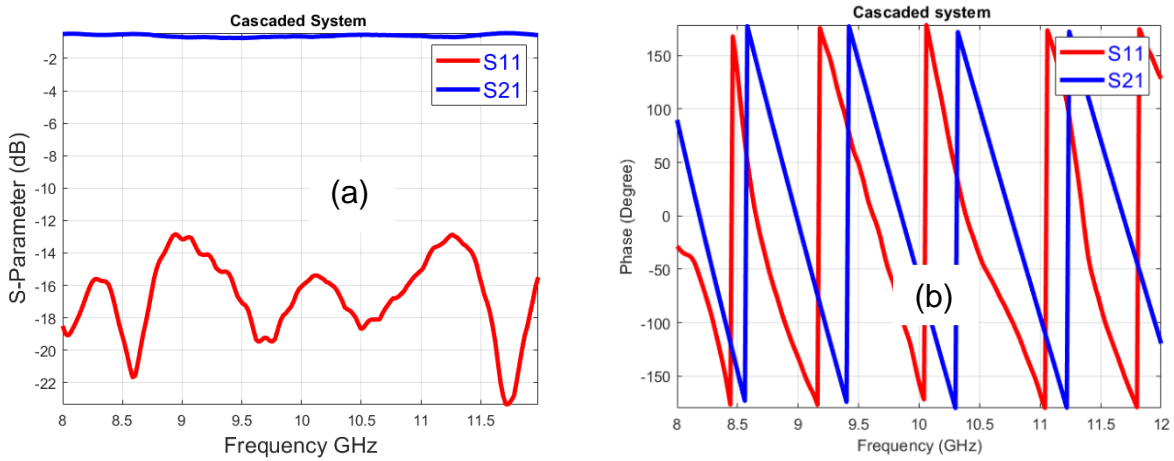 Cascaded System
S-Parameter (dB)
-2
-4
-6
-8
-10
-12
-14
-16
-18
-20
-22
S11
S21
(a)
8
8.5
9
9.5
10
10.5
11
11.5
Frequency GHz
Cascaded system
Phase (Degree)
150
100
50
0
-50
-100
-150
S11
S21
(b)
8
8.5
9
9.5
10
10.5
11
11.5
12
Frequency (GHz)